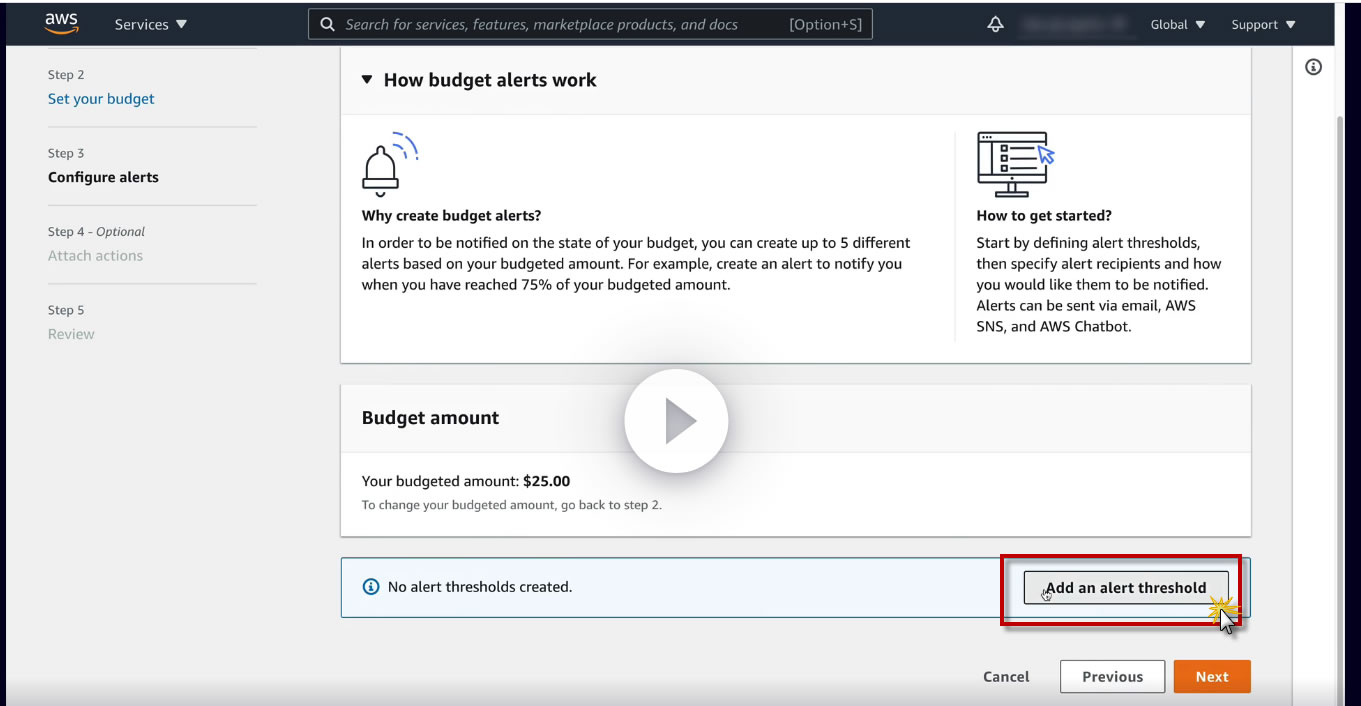 aws
Services ▼
Search for services, features, marketplace products, and docs
[Option+S]
Global ▼
Support ▼
Step 2
Set your budget
Step 3
Configure alerts
Step 4 - Optional
Attach actions
Step 5
Review
▼ How budget alerts work
Why create budget alerts?
In order to be notified on the state of your budget, you can create up to 5 different
alerts based on your budgeted amount. For example, create an alert to notify you
when you have reached 75% of your budgeted amount.
How to get started?
Start by defining alert thresholds,
then specify alert recipients and how
you would like them to be notified.
Alerts can be sent via email, AWS
SNS, and AWS Chatbot.
Budget amount
Your budgeted amount: $25.00
To change your budgeted amount, go back to step 2.
No alert thresholds created.
Add an alert threshold
Cancel
Previous
Next